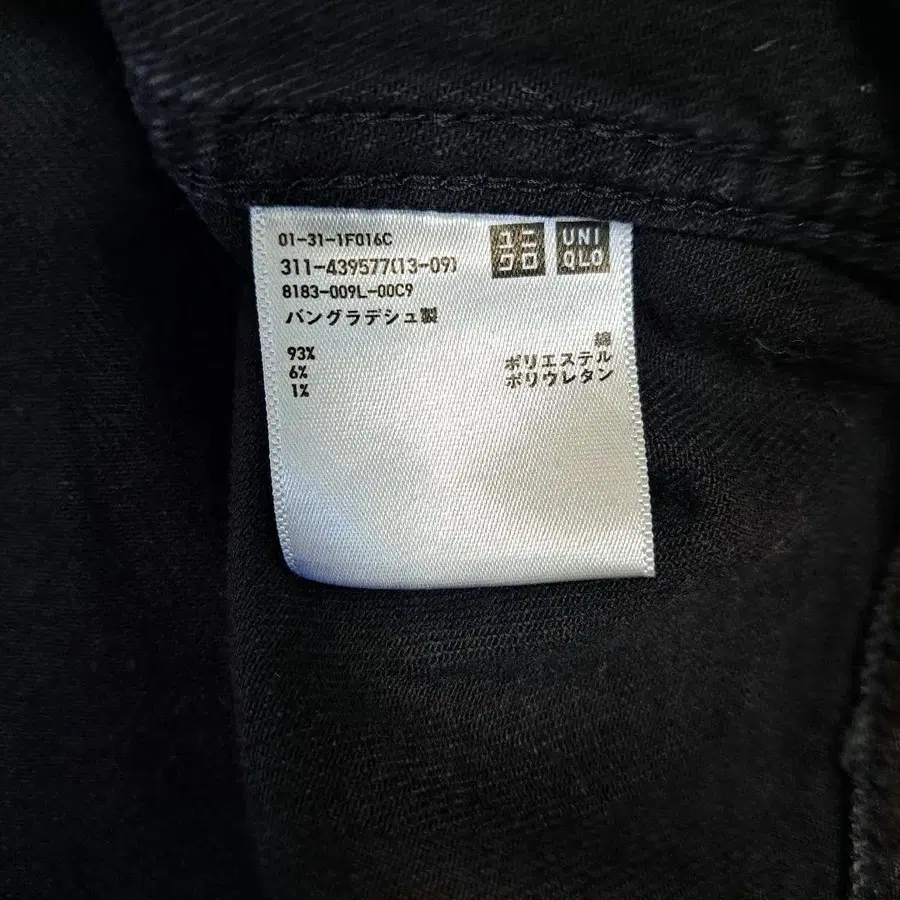 01-31-1F016C
311-439577(13-09)
8183-009L-00C9
バングラデシュ製
ユニ
クロ
UNI
QLO
93% 綿
6% ポリエステル
1% ポリウレタン